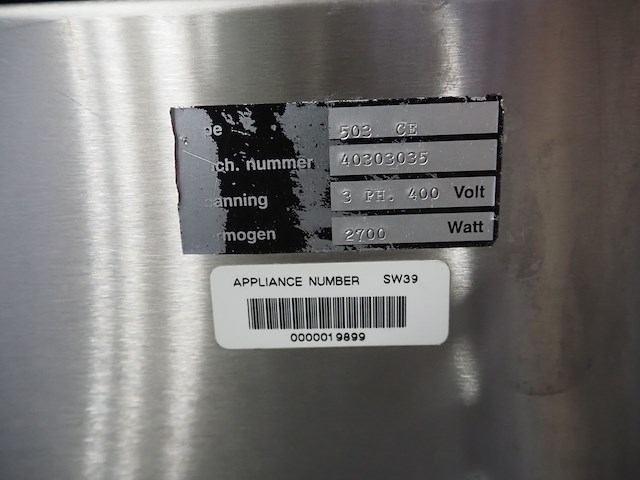 pe 503 CE
ch. nummer 40303035
anning 3 PH. 400 Volt
rmogen 2700 Watt
APPLIANCE NUMBER SW39
0000019899